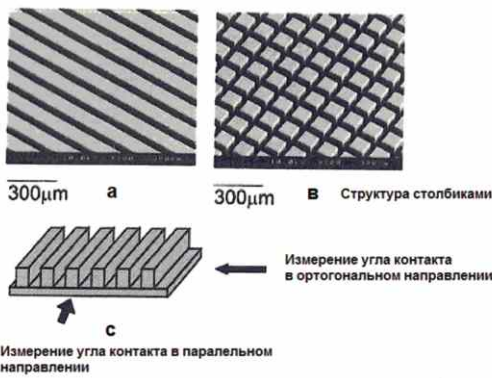 300μm
а
300μm
в
Структура столбиками
Измерение угла контакта
в ортогональном направлении
с
Измерение угла контакта в паралельном
направлении